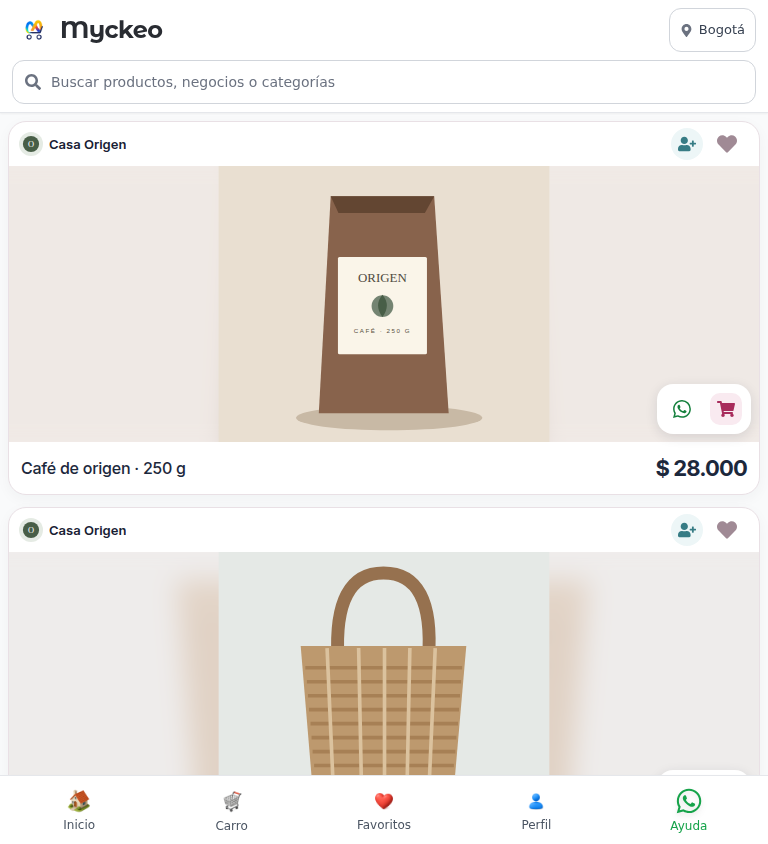 Myckeo
Bogotá
Buscar productos, negocios o categorías
O Casa Origen
ORIGEN
CAFÉ · 250 G
Café de origen · 250 g
$ 28.000
O Casa Origen
Inicio
Carro
Favoritos
Perfil
Ayuda